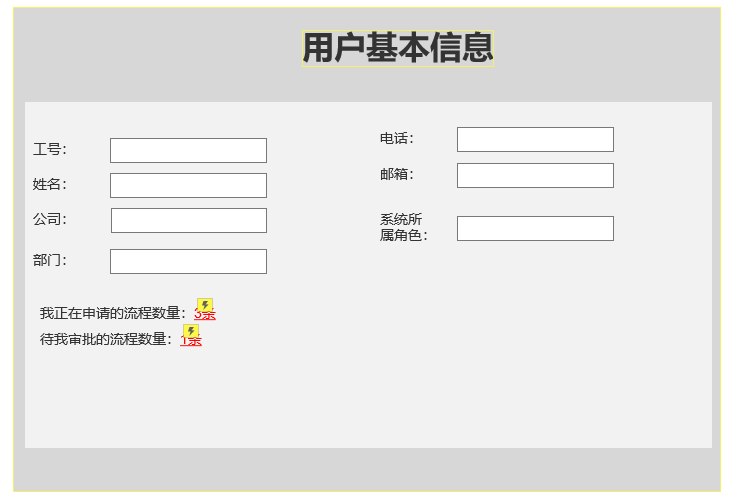 用户基本信息
工号：
姓名：
公司：
部门：
电话：
邮箱：
系统所
属角色：
我正在申请的流程数量：3条
待我审批的流程数量：1条